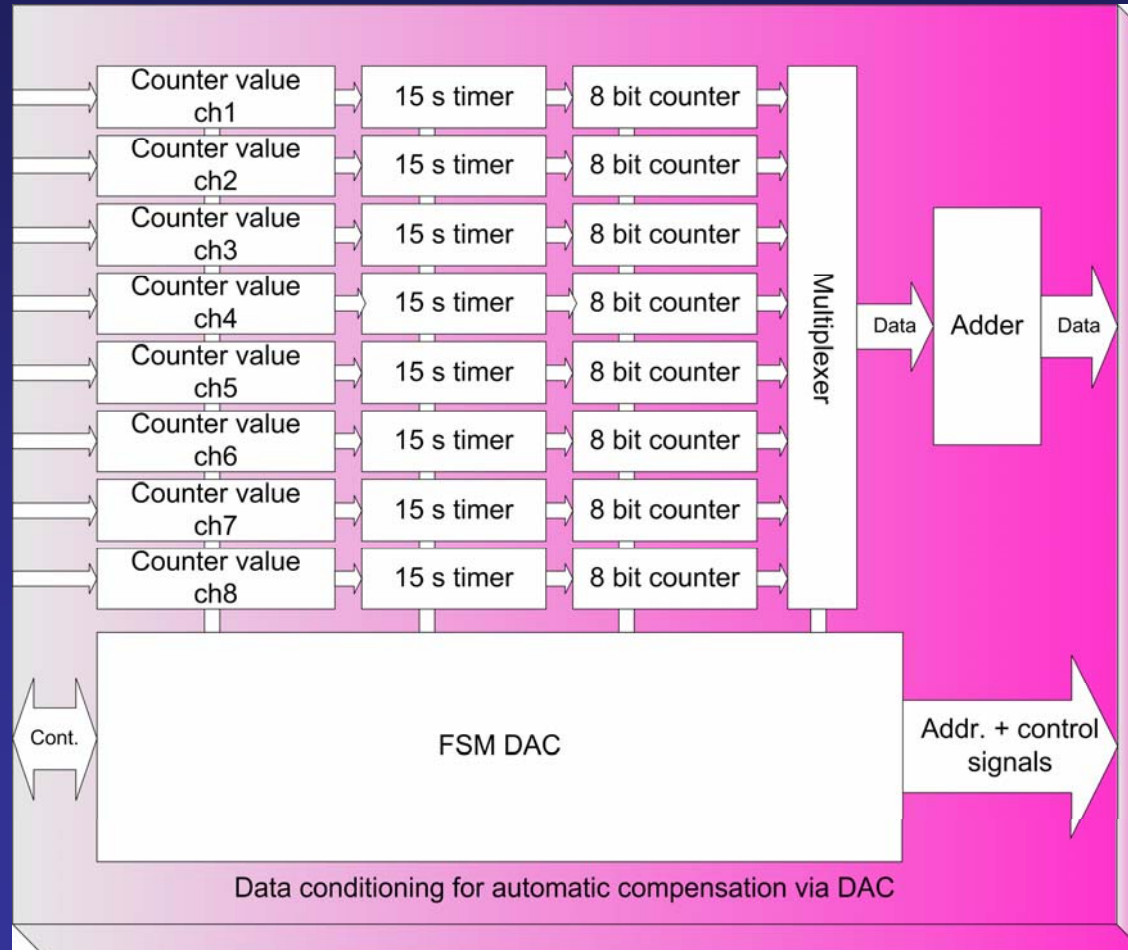 Counter value
ch1
15 s timer
8 bit counter
Counter value
ch2
15 s timer
8 bit counter
Counter value
ch3
15 s timer
8 bit counter
Counter value
ch4
15 s timer
8 bit counter
Counter value
ch5
15 s timer
8 bit counter
Counter value
ch6
15 s timer
8 bit counter
Counter value
ch7
15 s timer
8 bit counter
Counter value
ch8
15 s timer
8 bit counter
Multiplexer
Data
Adder
Data
Cont.
FSM DAC
Addr. + control
signals
Data conditioning for automatic compensation via DAC